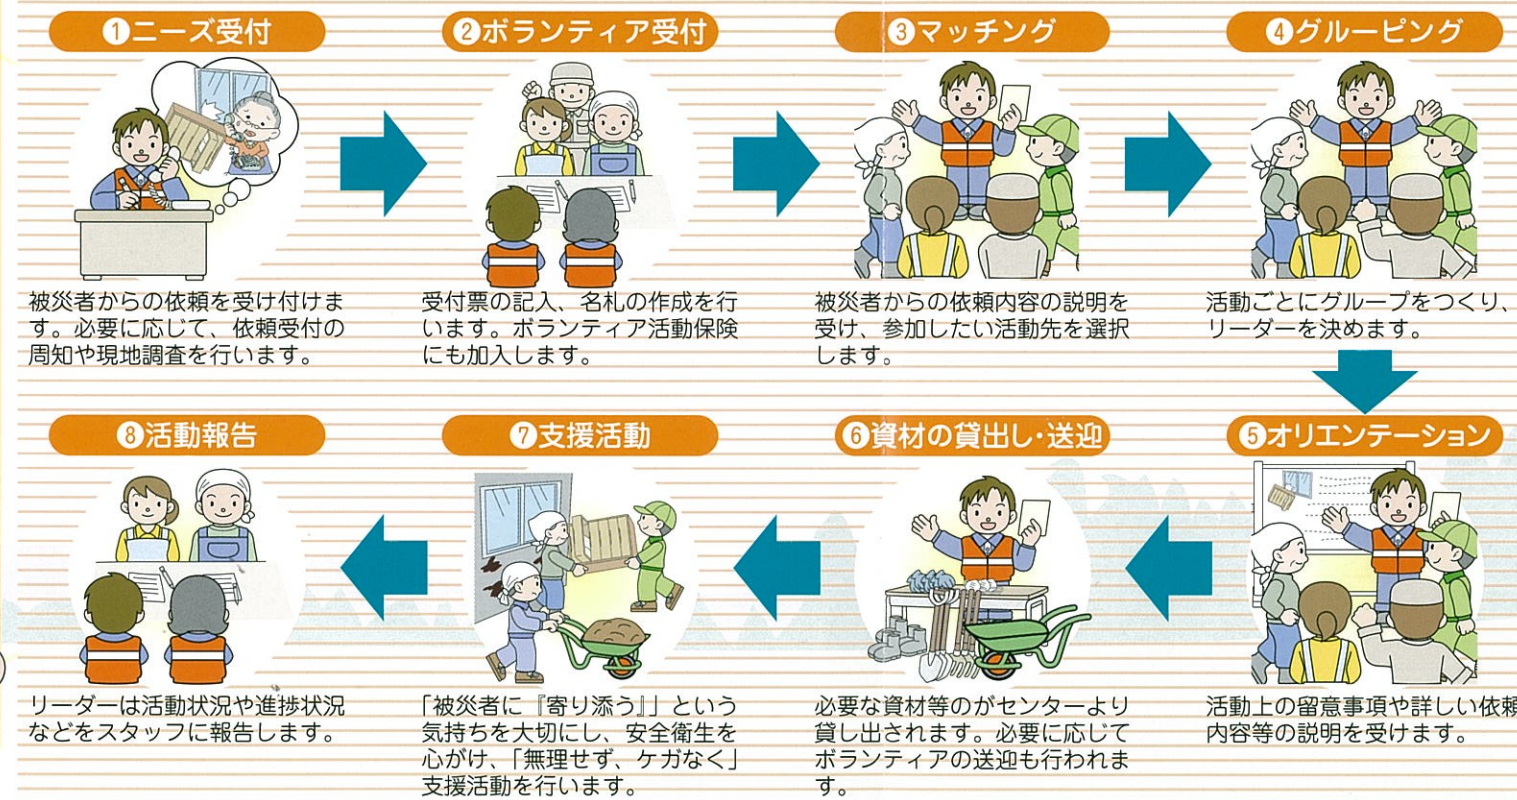 ❶ニーズ受付
被災者からの依頼を受け付けま
す。必要に応じて、依頼受付の
周知や現地調査を行います。
❷ボランティア受付
受付票の記入、名札の作成を行
います。ボランティア活動保険
にも加入します。
❸マッチング
被災者からの依頼内容の説明を
受け、参加したい活動先を選択
します。
❹グルーピング
活動ごとにグループをつくり、
リーダーを決めます。
❺オリエンテーション
活動上の留意事項や詳しい依頼
内容等の説明を受けます。
❻資材の貸出し・送迎
必要な資材等のがセンターより
貸し出されます。必要に応じて
ボランティアの送迎も行われま
す。
❼支援活動
「被災者に『寄り添う』」という
気持ちを大切にし、安全衛生を
心がけ、「無理せず、ケガなく」
支援活動を行います。
❽活動報告
リーダーは活動状況や進捗状況
などをスタッフに報告します。